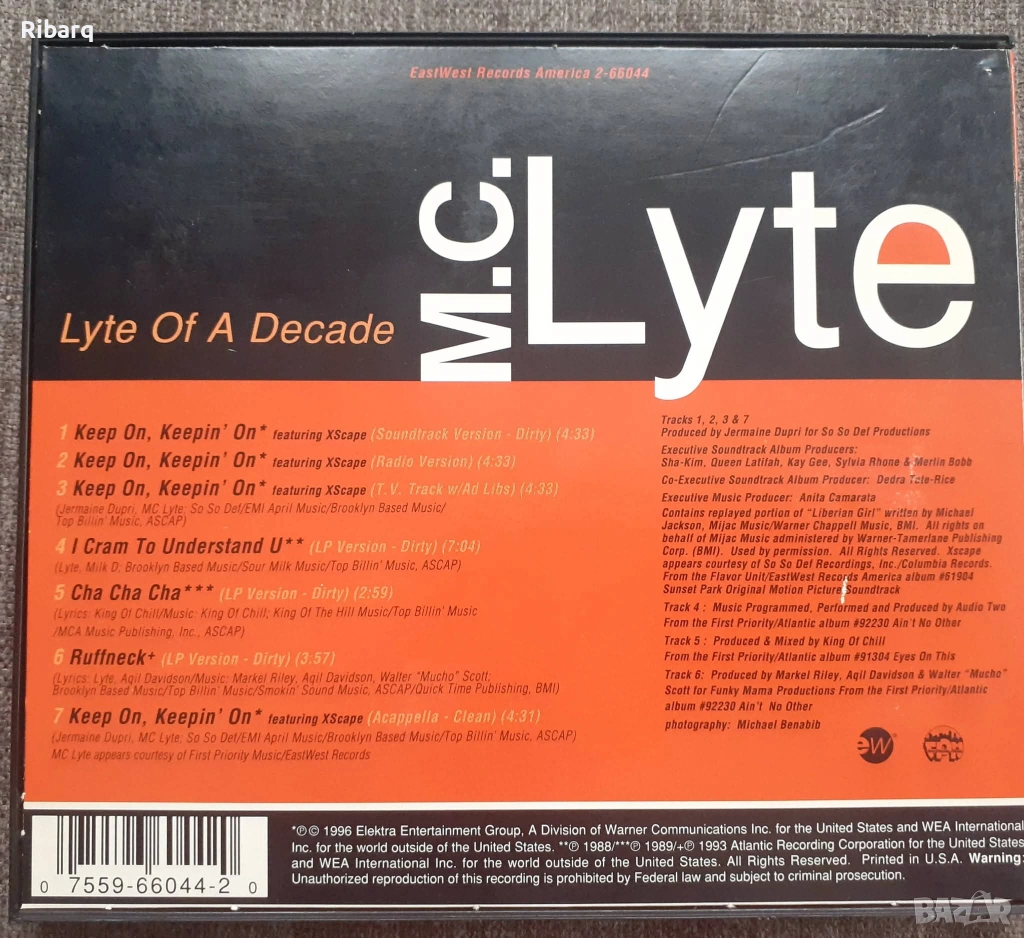 Ribarq
EastWest Records America 2-66044
M.C. Lyte
Lyte Of A Decade
1 Keep On, Keepin' On* featuring XScape (Soundtrack Version - Dirty) (4:33)
2 Keep On, Keepin' On* featuring XScape (Radio Version) (4:33)
3 Keep On, Keepin' On* featuring XScape (T.V. Track w/Ad Libs) (4:33)
(Jermaine Dupri, MC Lyte; So So Def/EMI April Music/Brooklyn Based Music/
Top Billin' Music, ASCAP)
4 I Cram To Understand U** (LP Version - Dirty) (7:04)
(Lyte, Milk D; Brooklyn Based Music/Sour Milk Music/Top Billin' Music, ASCAP)
5 Cha Cha Cha*** (LP Version - Dirty) (2:59)
(Lyrics: King Of Chill/Music: King Of Chill; King Of The Hill Music/Top Billin' Music
/MCA Music Publishing, Inc., ASCAP)
6 Ruffneck+ (LP Version - Dirty) (3:57)
(Lyrics: Lyte, Aqil Davidson/Music: Markel Riley, Aqil Davidson, Walter "Mucho" Scott;
Brooklyn Based Music/Top Billin' Music/Smokin' Sound Music, ASCAP/Quick Time Publishing, BMI)
7 Keep On, Keepin' On* featuring XScape (Acappella - Clean) (4:31)
(Jermaine Dupri, MC Lyte; So So Def/EMI April Music/Brooklyn Based Music/Top Billin' Music, ASCAP)
MC Lyte appears courtesy of First Priority Music/EastWest Records
Tracks 1, 2, 3 & 7
Produced by Jermaine Dupri for So So Def Productions
Executive Soundtrack Album Producers:
Sha-Kim, Queen Latifah, Kay Gee, Sylvia Rhone & Merlin Bobb
Co-Executive Soundtrack Album Producer: Dedra Tate-Rice
Executive Music Producer: Anita Camarata
Contains replayed portion of "Liberian Girl" written by Michael
Jackson, Mijac Music/Warner Chappell Music, BMI. All rights on
behalf of Mijac Music administered by Warner-Tamerlane Publishing
Corp. (BMI). Used by permission. All Rights Reserved. Xscape
appears courtesy of So So Def Recordings, Inc./Columbia Records.
From the Flavor Unit/EastWest Records America album #61904
Sunset Park Original Motion Picture Soundtrack
Track 4 : Music Programmed, Performed and Produced by Audio Two
From the First Priority/Atlantic album #92230 Ain't No Other
Track 5 : Produced & Mixed by King Of Chill
From the First Priority/Atlantic album #91304 Eyes On This
Track 6: Produced by Markel Riley, Aqil Davidson & Walter "Mucho"
Scott for Funky Mama Productions From the First Priority/Atlantic
album #92230 Ain't No Other
photography: Michael Benabib
ew
*℗© 1996 Elektra Entertainment Group, A Division of Warner Communications Inc. for the United States and WEA International
Inc. for the world outside of the United States. **℗ 1988/***℗ 1989/+℗ 1993 Atlantic Recording Corporation for the United States
and WEA International Inc. for the world outside of the United States. All Rights Reserved. Printed in U.S.A. Warning:
Unauthorized reproduction of this recording is prohibited by Federal law and subject to criminal prosecution.
0 7559-66044-2 0
BAZAR